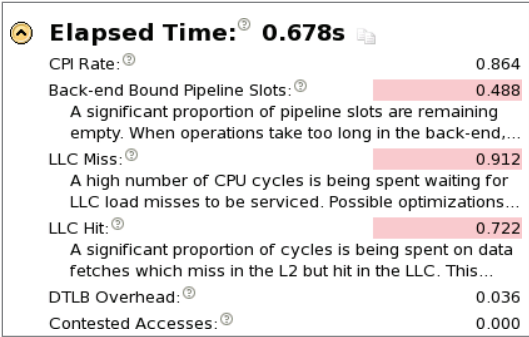 Elapsed Time: 0.678s
CPI Rate: 0.864
Back-end Bound Pipeline Slots: 0.488
A significant proportion of pipeline slots are remaining
empty. When operations take too long in the back-end,...
LLC Miss: 0.912
A high number of CPU cycles is being spent waiting for
LLC load misses to be serviced. Possible optimizations...
LLC Hit: 0.722
A significant proportion of cycles is being spent on data
fetches which miss in the L2 but hit in the LLC. This...
DTLB Overhead: 0.036
Contested Accesses: 0.000